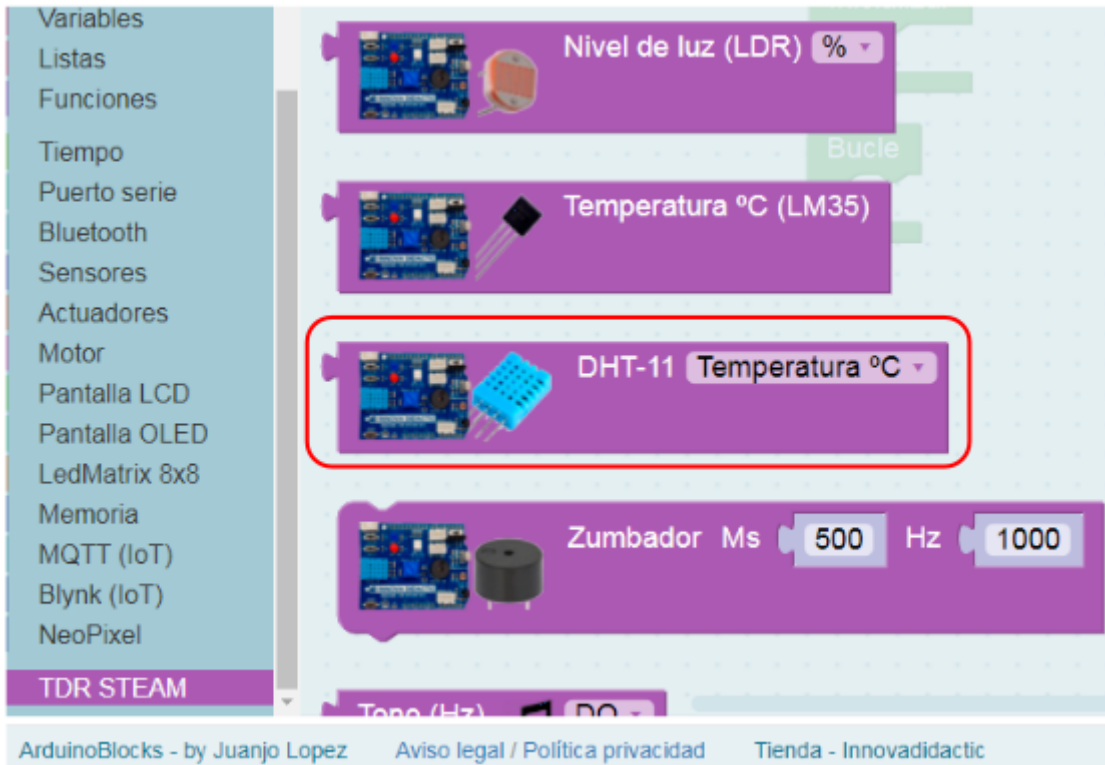 Variables
Listas
Funciones
Tiempo
Puerto serie
Bluetooth
Sensores
Actuadores
Motor
Pantalla LCD
Pantalla OLED
LedMatrix 8x8
Memoria
MQTT (IoT)
Blynk (IoT)
NeoPixel
TDR STEAM
Nivel de luz (LDR) %
Bucle
Temperatura ºC (LM35)
DHT-11 Temperatura ºC
Zumbador Ms 500 Hz 1000
Tono (Hz) DO
ArduinoBlocks - by Juanjo Lopez Aviso legal / Política privacidad Tienda - Innovadidactic